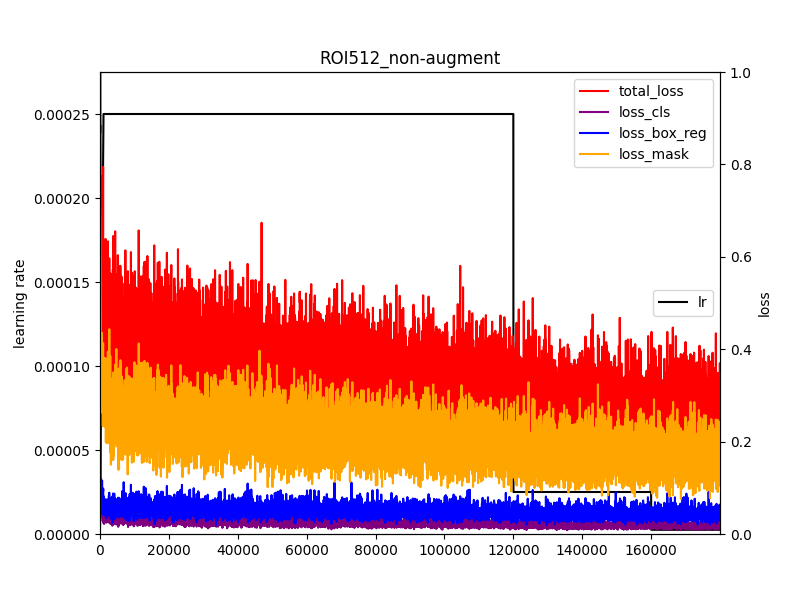 ROI512_non-augment
total_loss
loss_cls
loss_box_reg
loss_mask
lr
learning rate
0.00025
0.00020
0.00015
0.00010
0.00005
0.00000
1.0
0.8
0.6
0.4
0.2
0.0
loss
0 20000 40000 60000 80000 100000 120000 140000 160000